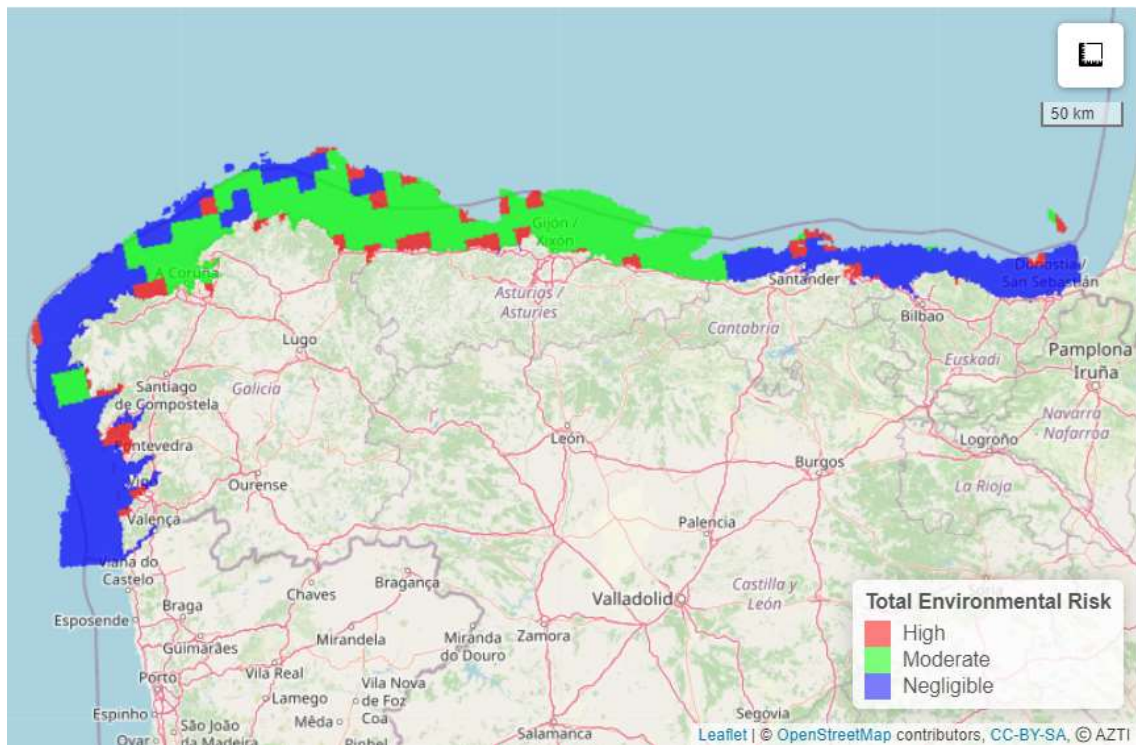 50 km
A Coruña
Gijón /
Xixón
Donostia /
San Sebastián
Santander
Bilbao
Asturias /
Asturies
Cantabria
Lugo
Euskadi
Pamplona
Iruña
Santiago
de Compostela
Galicia
Navarra
Nafarroa
Pontevedra
León
Logroño
Burgos
Ourense
Vigo
La Rioja
Valença
Palencia
Viana do
Castelo
Bragança
Chaves
Castilla y
León
Valladolid
Braga
Esposende
Guimarães
Mirandela
Miranda
do Douro
Zamora
Vila Real
Porto
Vila Nova
de Foz
Coa
Lamego
Espinho
Mêda
São João
da Madeira
Ovar
Pinhel
Salamanca
Segovia
Soria
Total Environmental Risk
High
Moderate
Negligible
Leaflet | © OpenStreetMap contributors, CC-BY-SA, © AZTI